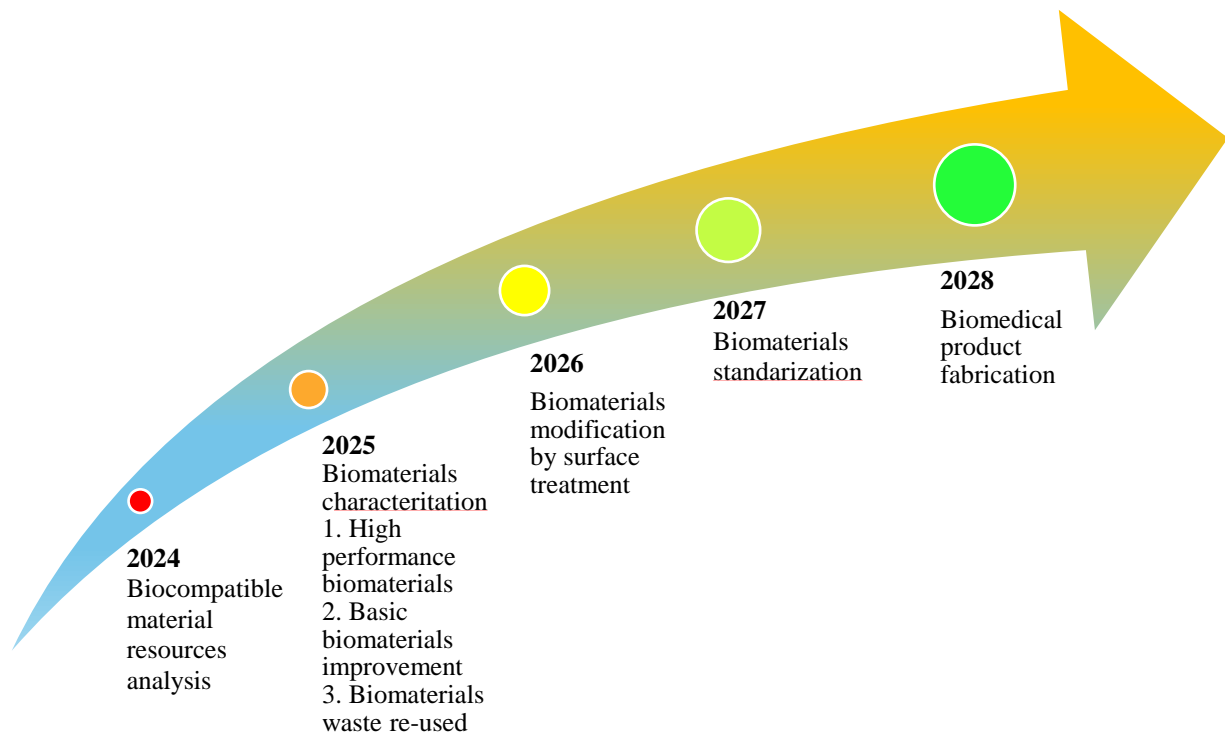 2024
Biocompatible
material
resources
analysis
2025
Biomaterials
characteritation
1. High
performance
biomaterials
2. Basic
biomaterials
improvement
3. Biomaterials
waste re-used
2026
Biomaterials
modification
by surface
treatment
2027
Biomaterials
standarization
2028
Biomedical
product
fabrication